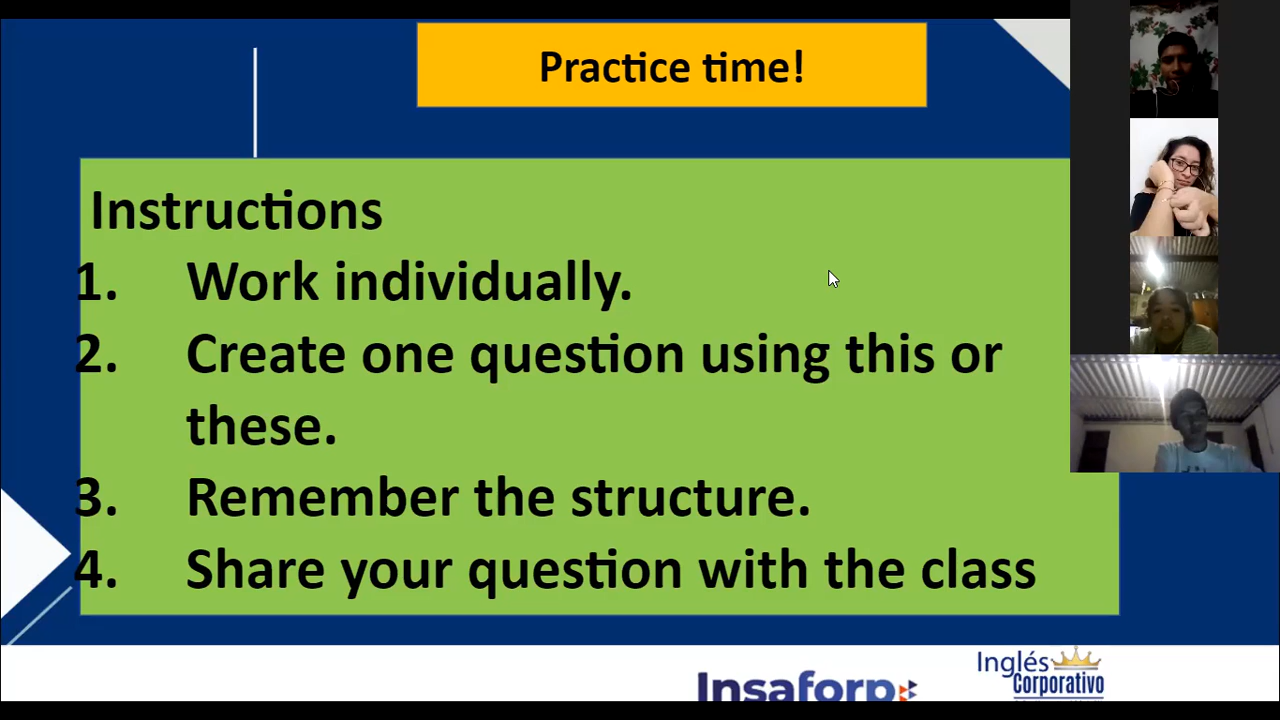 Practice time!
Instructions
1. Work individually.
2. Create one question using this or
these.
3. Remember the structure.
4. Share your question with the class
Insaforp
Inglés
Corporativo